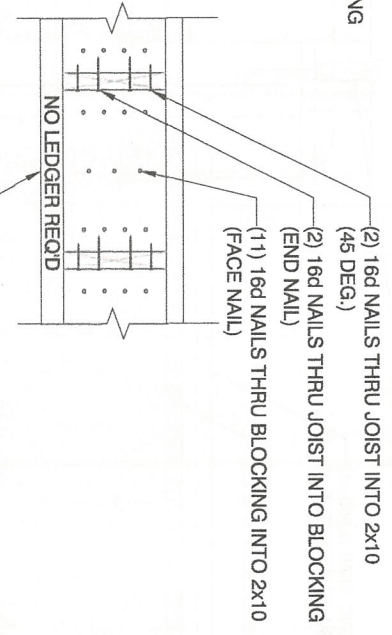 NG
(2) 16d NAILS THRU JOIST INTO 2x10
(45 DEG.)
(2) 16d NAILS THRU JOIST INTO BLOCKING
(END NAIL)
(11) 16d NAILS THRU BLOCKING INTO 2x10
(FACE NAIL)
NO LEDGER REQ'D